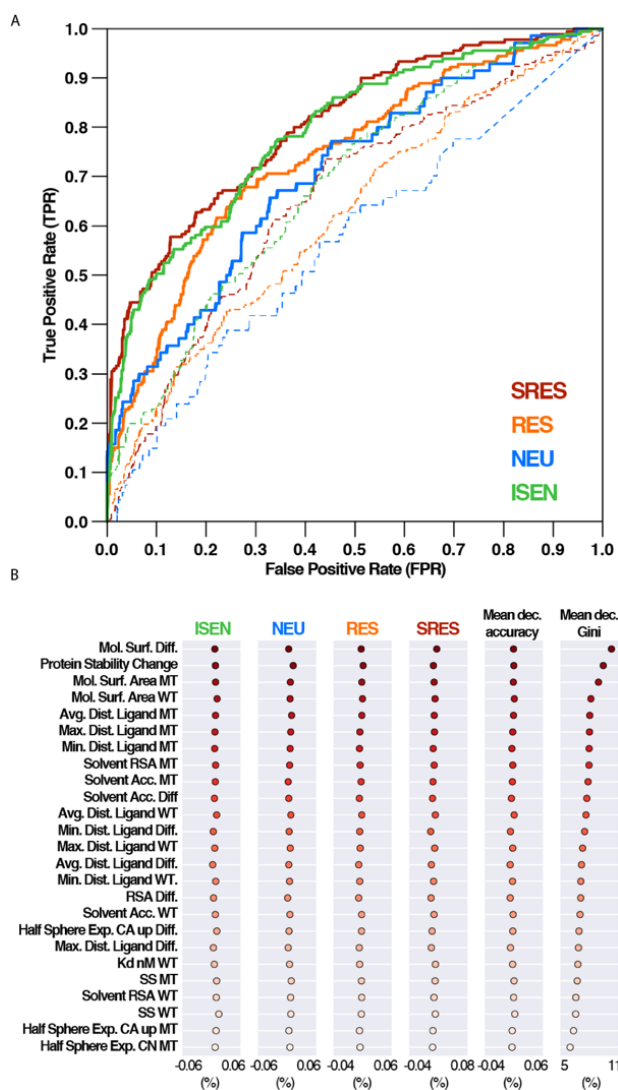 A
True Positive Rate (TPR)
1.0
0.9
0.8
0.7
0.6
0.5
0.4
0.3
0.2
0.1
0.0
SRES
RES
NEU
ISEN
0.0 0.1 0.2 0.3 0.4 0.5 0.6 0.7 0.8 0.9 1.0
False Positive Rate (FPR)
B
ISEN NEU RES SRES Mean dec. accuracy Mean dec. Gini
Mol. Surf. Diff.
Protein Stability Change
Mol. Surf. Area MT
Mol. Surf. Area WT
Avg. Dist. Ligand MT
Max. Dist. Ligand MT
Min. Dist. Ligand MT
Solvent RSA MT
Solvent Acc. MT
Solvent Acc. Diff
Avg. Dist. Ligand WT
Min. Dist. Ligand Diff.
Max. Dist. Ligand WT
Avg. Dist. Ligand Diff.
Min. Dist. Ligand WT.
RSA Diff.
Solvent Acc. WT
Half Sphere Exp. CA up Diff.
Max. Dist. Ligand Diff.
Kd nM WT
SS MT
Solvent RSA WT
SS WT
Half Sphere Exp. CA up MT
Half Sphere Exp. CN MT
-0.06 0.06 -0.06 0.06 -0.04 0.06 -0.04 0.08 -0.04 0.06 5 11
(%) (%) (%) (%) (%) (%)